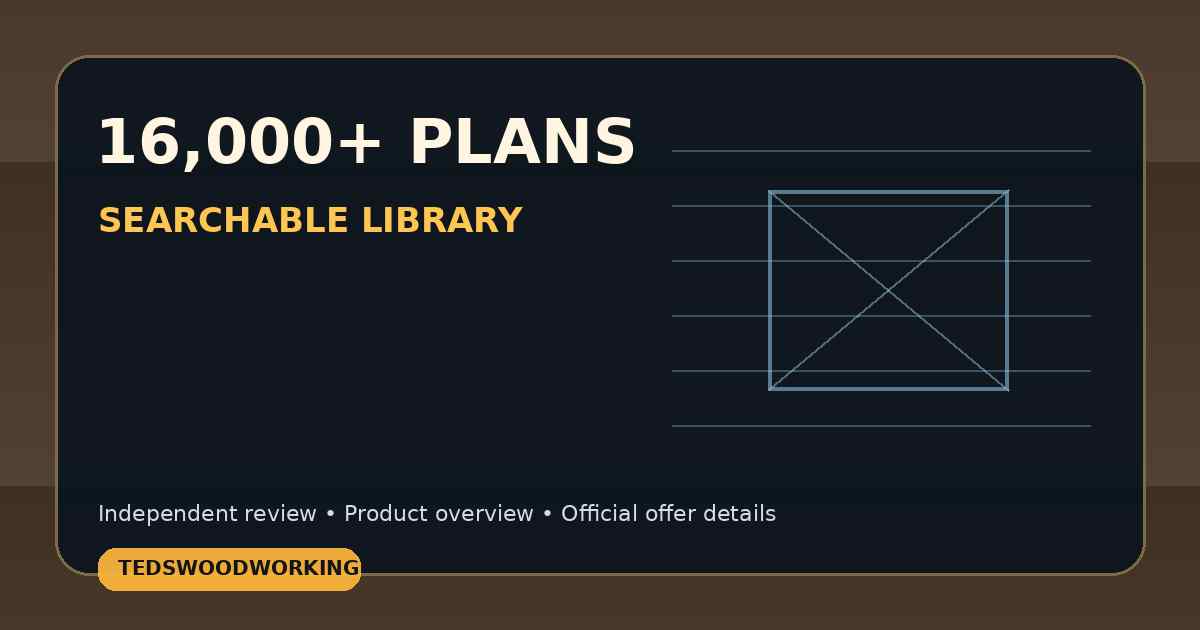 16,000+ PLANS
SEARCHABLE LIBRARY
Independent review • Product overview • Official offer details
TEDSWOODWORKING